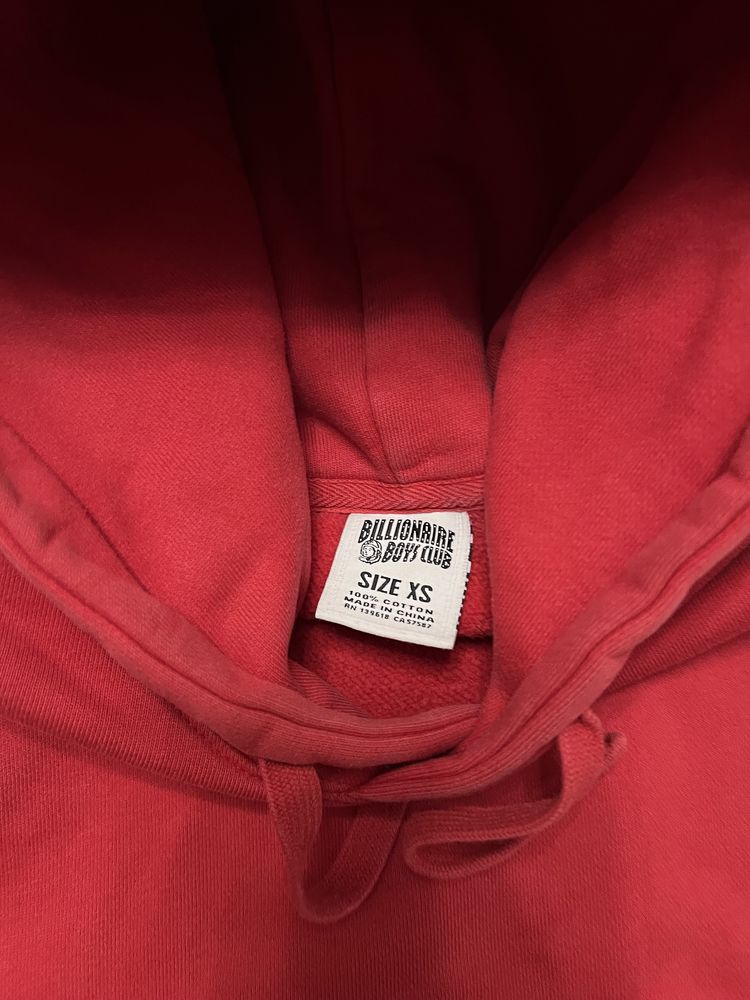 BILLIONAIRE
BOYS CLUB
SIZE XS
100% COTTON
MADE IN CHINA
RN 139618 CA57587